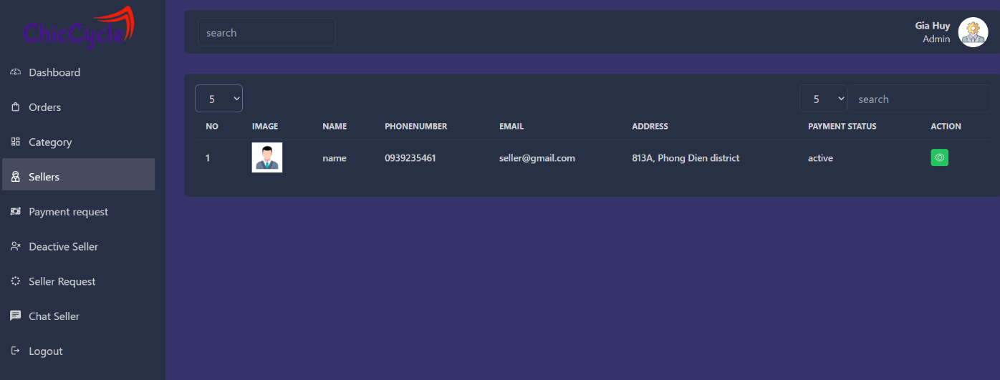 ChicCycle
Dashboard
Orders
Category
Sellers
Payment request
Deactive Seller
Seller Request
Chat Seller
Logout
search
Gia Huy
Admin
5
5 search
NO IMAGE NAME PHONENUMBER EMAIL ADDRESS PAYMENT STATUS ACTION
1 name 0939235461 seller@gmail.com 813A, Phong Dien district active